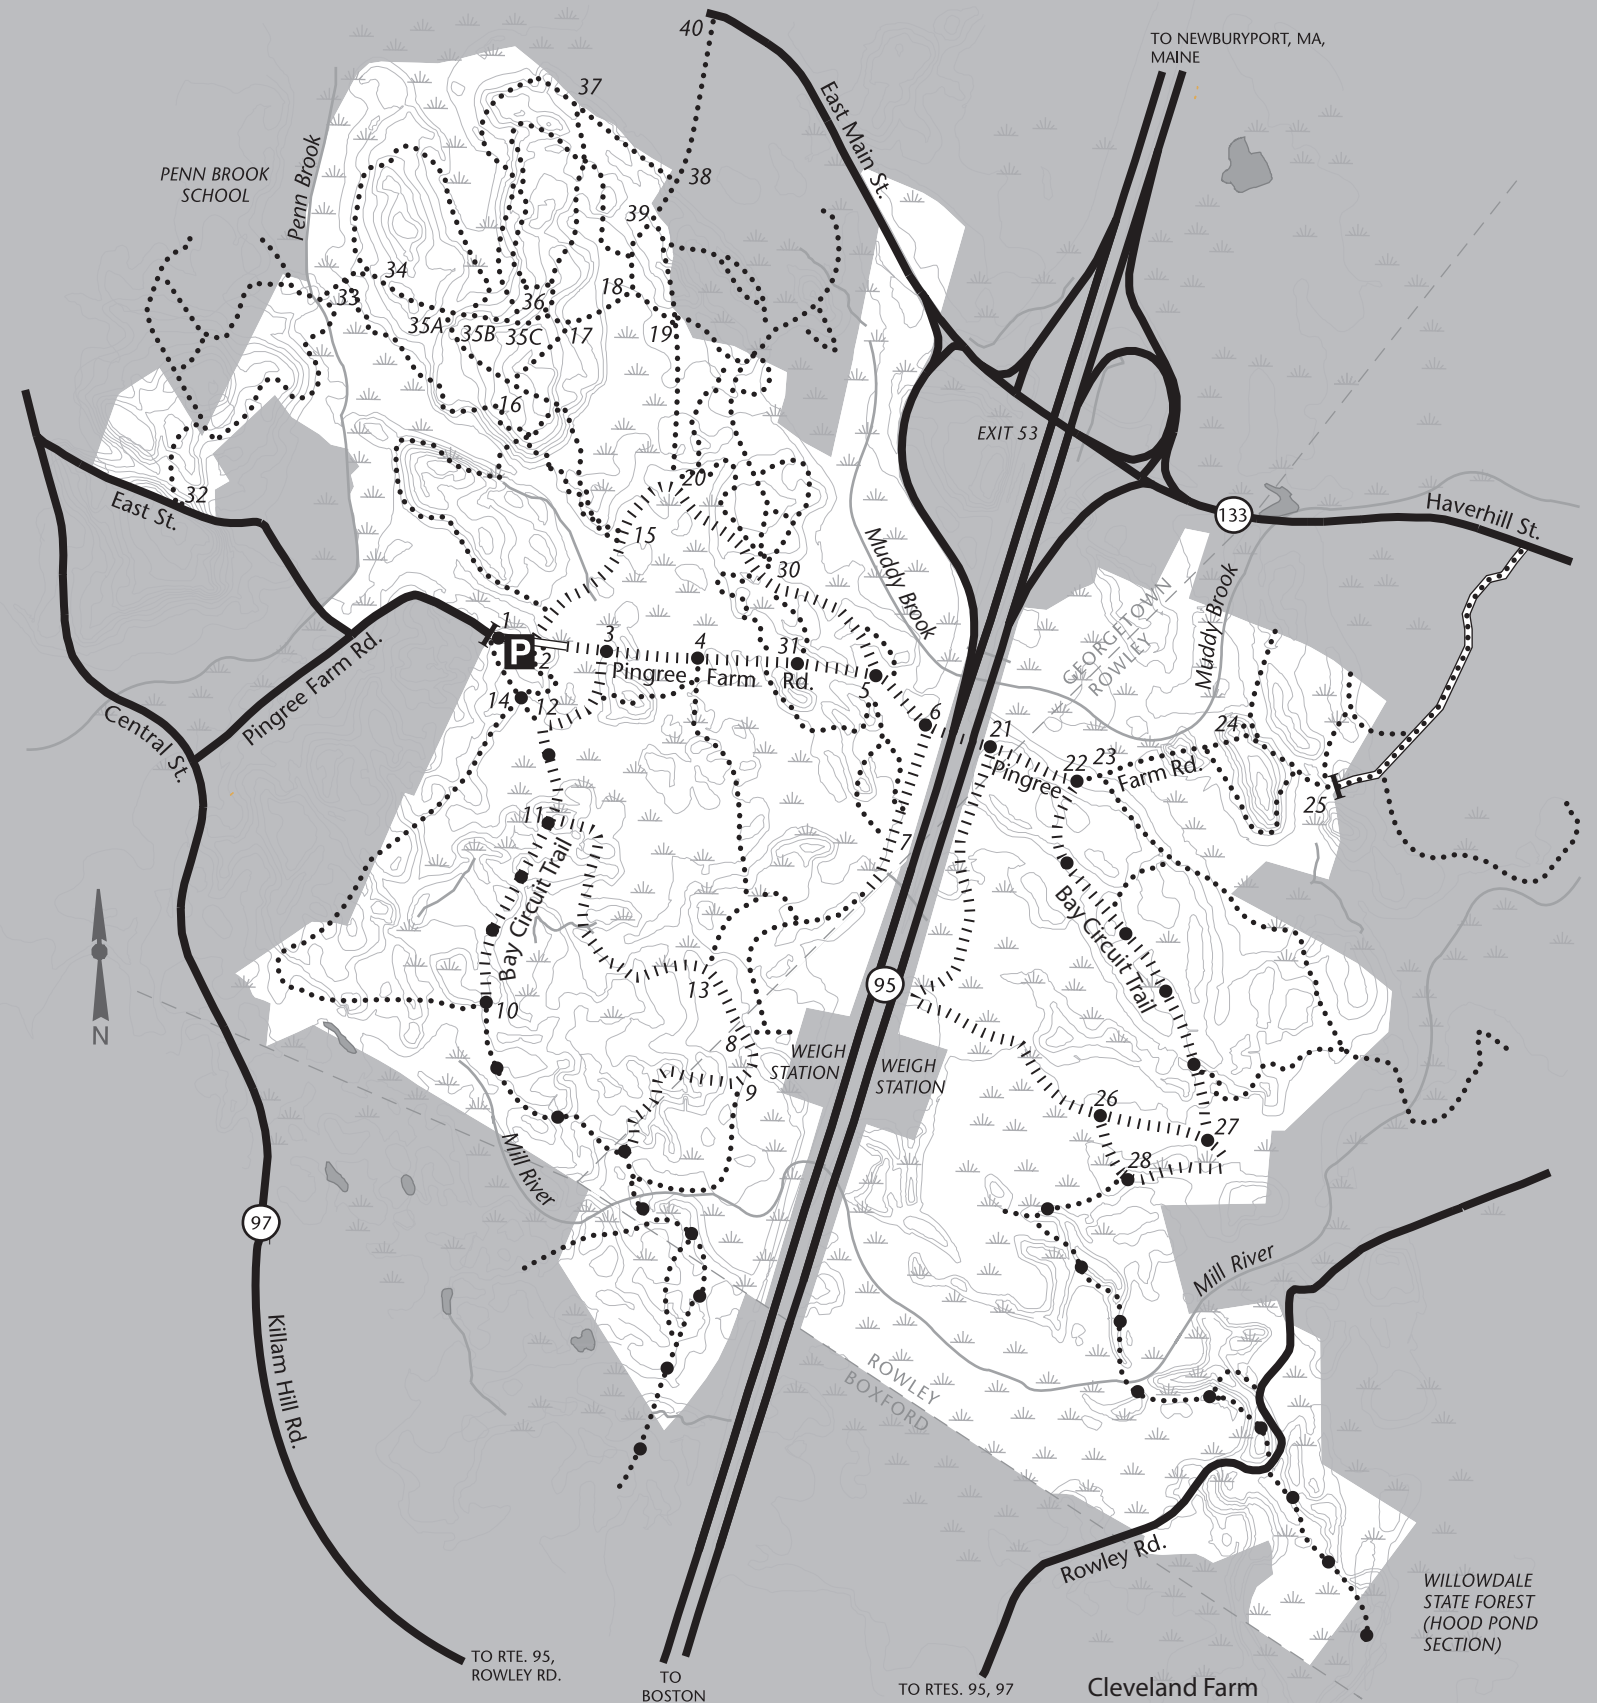 40
TO NEWBURYPORT, MA,
MAINE
37
East Main St.
PENN BROOK
SCHOOL
Penn Brook
38
39
34
33
18
36
35A
35B
35C
17
19
16
EXIT 53
20
32
East St.
133
Haverhill St.
15
Muddy Brook
30
GEORGETOWN
ROWLEY
Muddy Brook
1
P
2
3
4
31
Pingree Farm Rd.
5
Pingree Farm Rd.
14
12
6
21
24
Central St.
22
23
Pingree Farm Rd.
25
11
7
Bay Circuit Trail
Bay Circuit Trail
13
95
10
N
8
WEIGH
STATION
WEIGH
STATION
9
26
27
28
Mill River
97
Mill River
Killam Hill Rd.
ROWLEY
BOXFORD
Rowley Rd.
WILLOWDALE
STATE FOREST
(HOOD POND
SECTION)
TO RTE. 95,
ROWLEY RD.
TO
BOSTON
TO RTES. 95, 97
Cleveland Farm